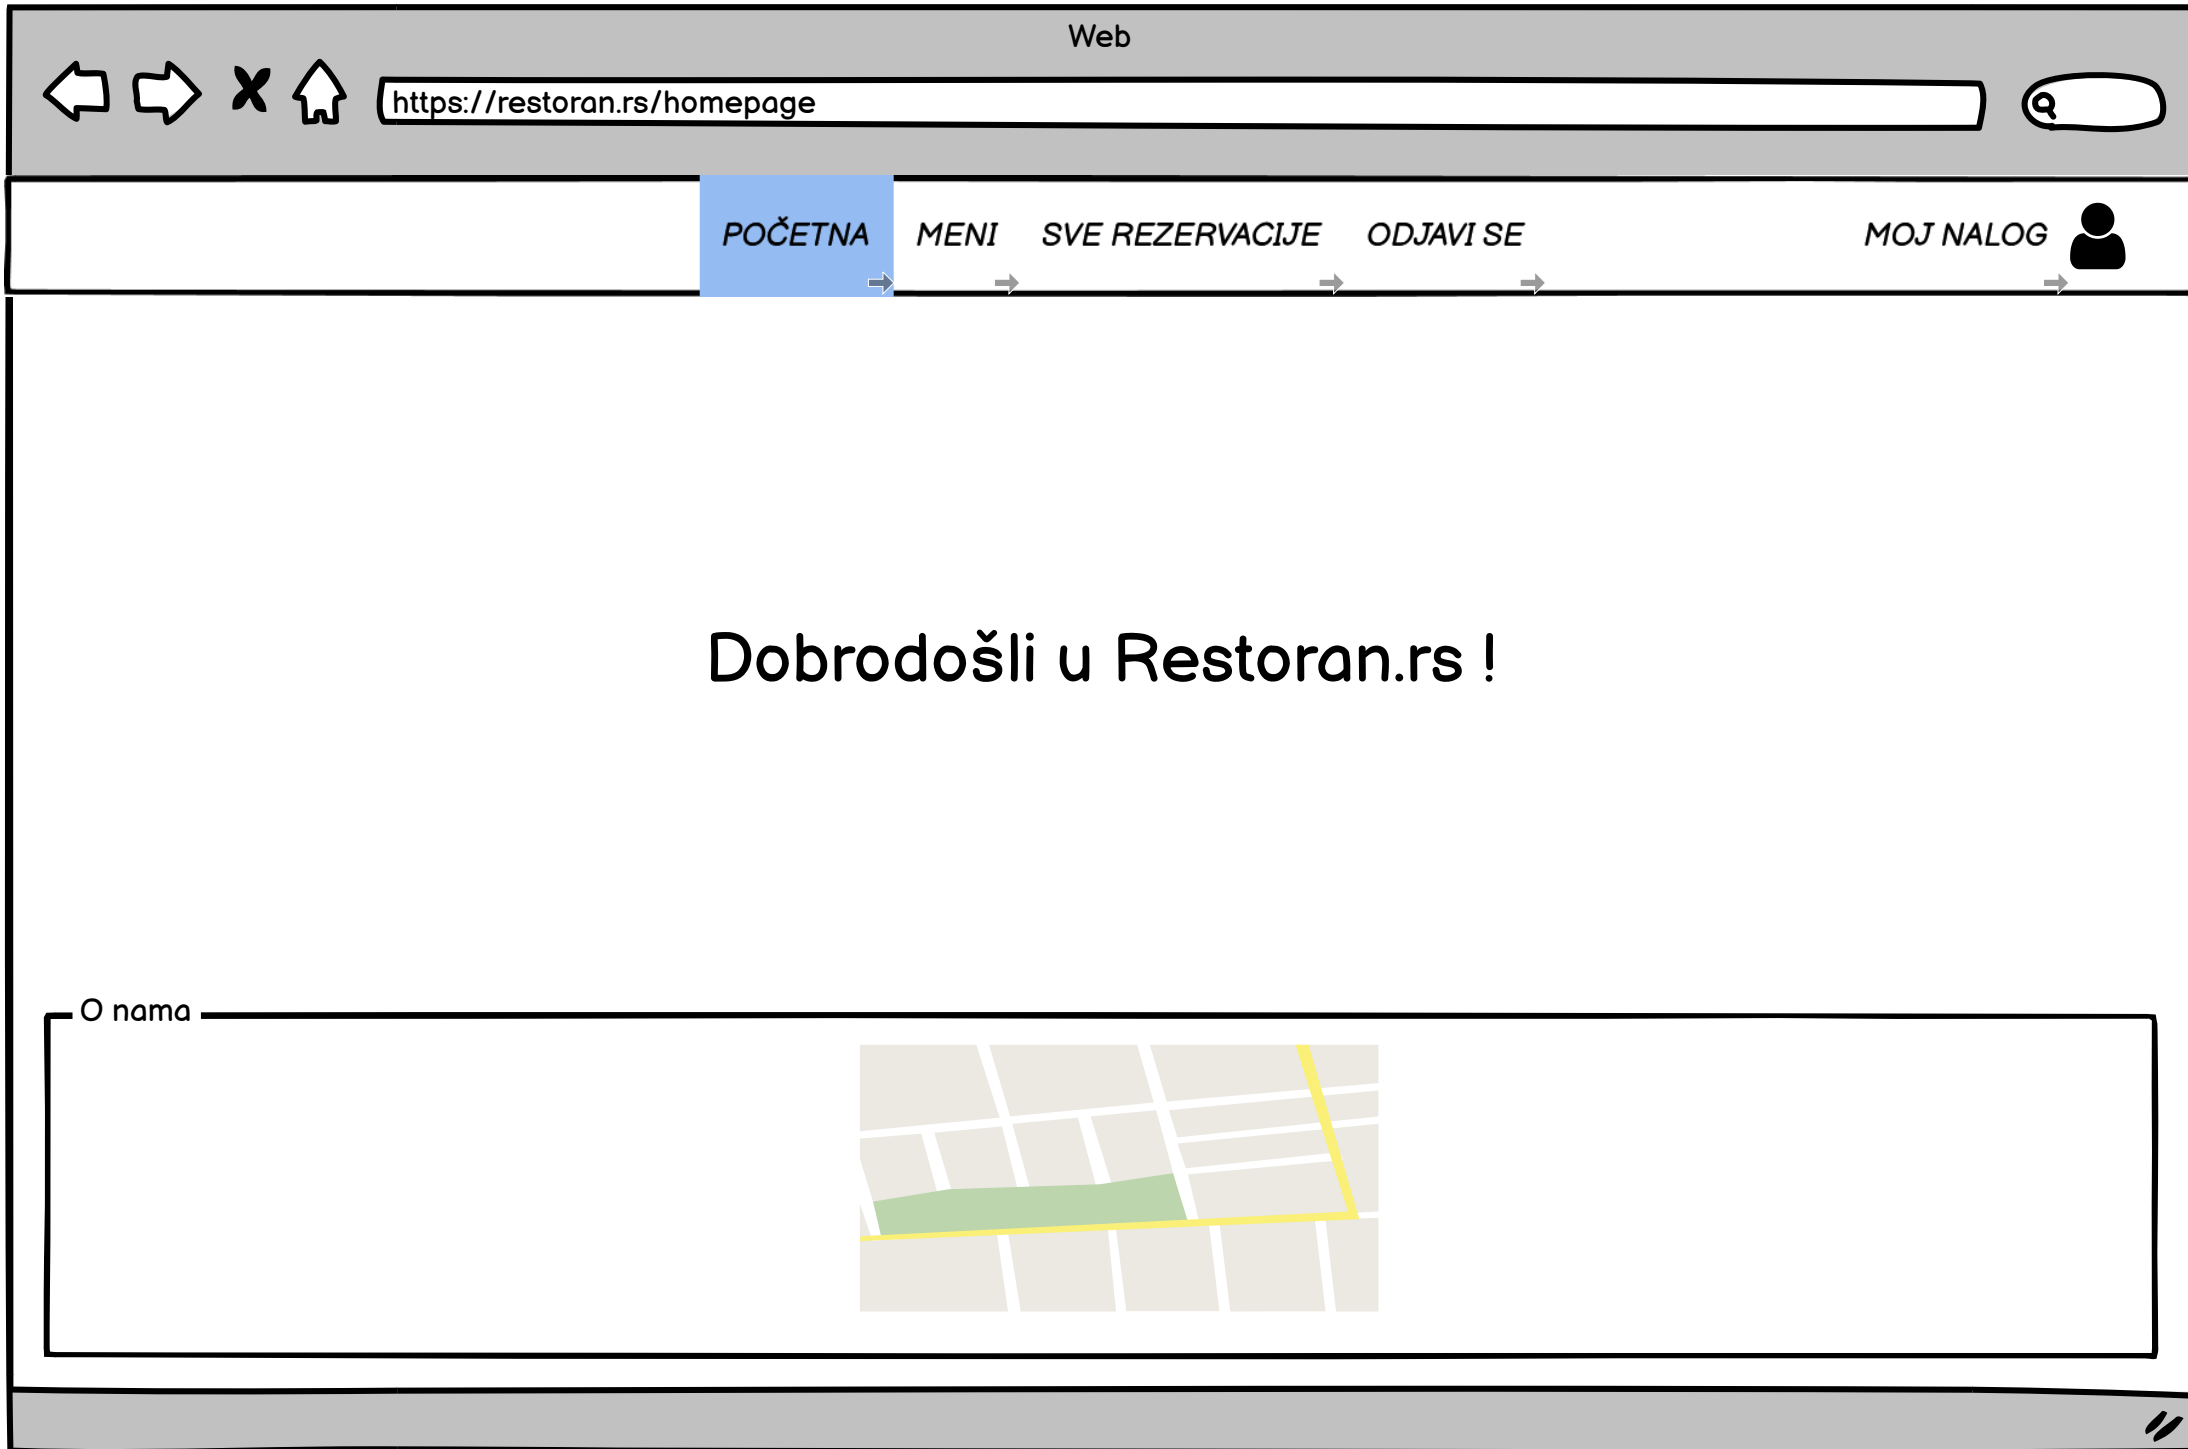 Web
https://restoran.rs/homepage
POČETNA MENI SVE REZERVACIJE ODJAVI SE MOJ NALOG
Dobrodošli u Restoran.rs !
O nama